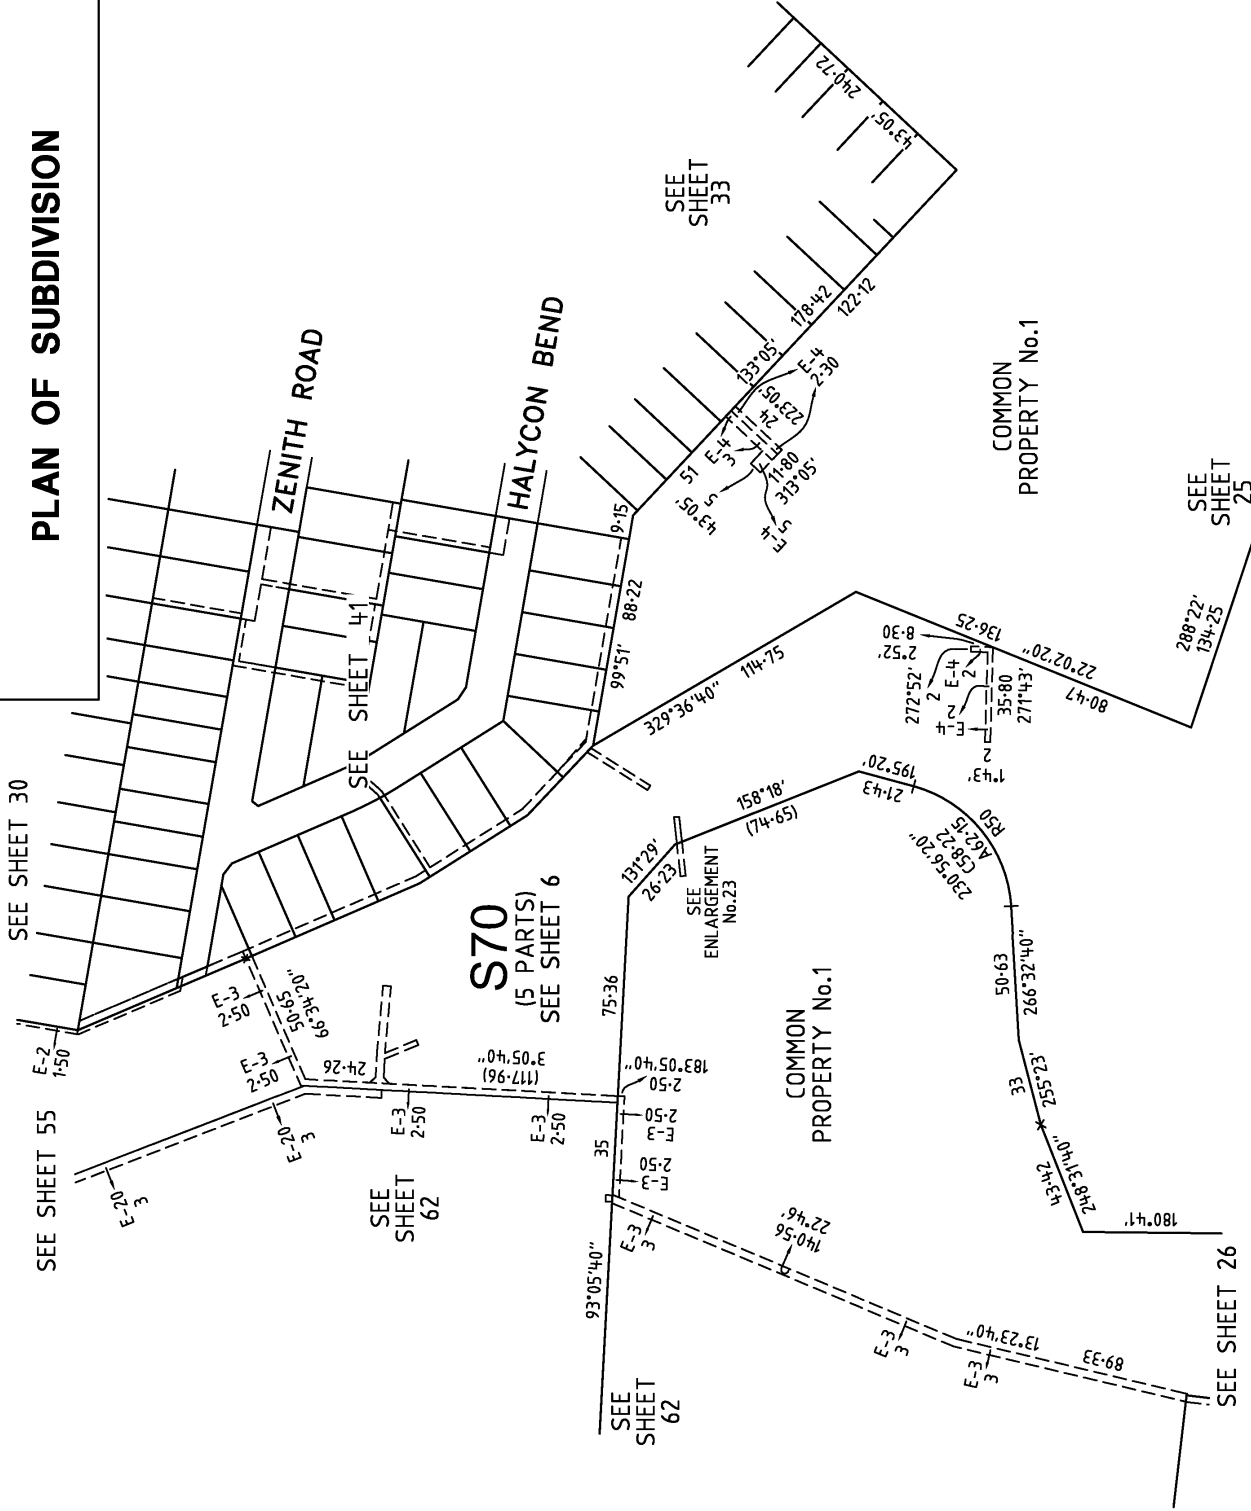 PLAN OF SUBDIVISION
SEE SHEET 30
SEE SHEET 55
E-2
1·50
ZENITH ROAD
HALYCON BEND
SEE SHEET 41
SEE
SHEET
33
240·72
43°05'
178·42
122·12
133°05'
E-4
2·30
223°05'
24
E-4
3
11·80
313°05'
51
43°05'
5
E-4
5
9·15
88·22
99°51'
COMMON
PROPERTY No.1
SEE
SHEET
25
288°22'
134·25
136·25
22°02'20"
80·47
8·30
2°52'
272°52'
2
E-4
2
35·80
271°43'
E-4
2
2
1°43'
329°36'40"
114·75
158°18'
(74·65)
195°20'
21·43
R50
A62·15
C58·22
230°56'20"
131°29'
26·23
SEE
ENLARGEMENT
No.23
S70
(5 PARTS)
SEE SHEET 6
75·36
50·63
266°32'40"
33
255°23'
43·42
248°31'40"
180°41'
COMMON
PROPERTY No.1
E-3
2·50
50·65
66°34'20"
E-3
2·50
24·26
(117·96)
3°05'40"
E-3
2·50
E-3
2·50
183°05'40"
2·50
2·50
E-3
2·50
E-3
35
E-20
3
E-20
3
SEE
SHEET
62
93°05'40"
E-3
3
140·56
22°46'
E-3
3
E-3
3
13°23'40"
89·33
SEE
SHEET
62
SEE SHEET 26